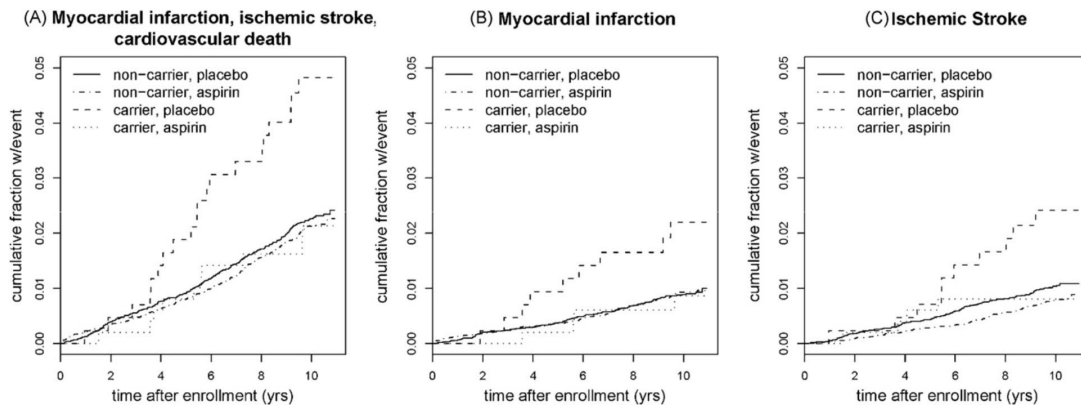 (A) Myocardial infarction, ischemic stroke,
cardiovascular death
cumulative fraction w/event
0.05
0.04
0.03
0.02
0.01
0.00
non−carrier, placebo
non−carrier, aspirin
carrier, placebo
carrier, aspirin
0 2 4 6 8 10
time after enrollment (yrs)
(B) Myocardial infarction
cumulative fraction w/event
0.05
0.04
0.03
0.02
0.01
0.00
non−carrier, placebo
non−carrier, aspirin
carrier, placebo
carrier, aspirin
0 2 4 6 8 10
time after enrollment (yrs)
(C) Ischemic Stroke
cumulative fraction w/event
0.05
0.04
0.03
0.02
0.01
0.00
non−carrier, placebo
non−carrier, aspirin
carrier, placebo
carrier, aspirin
0 2 4 6 8 10
time after enrollment (yrs)